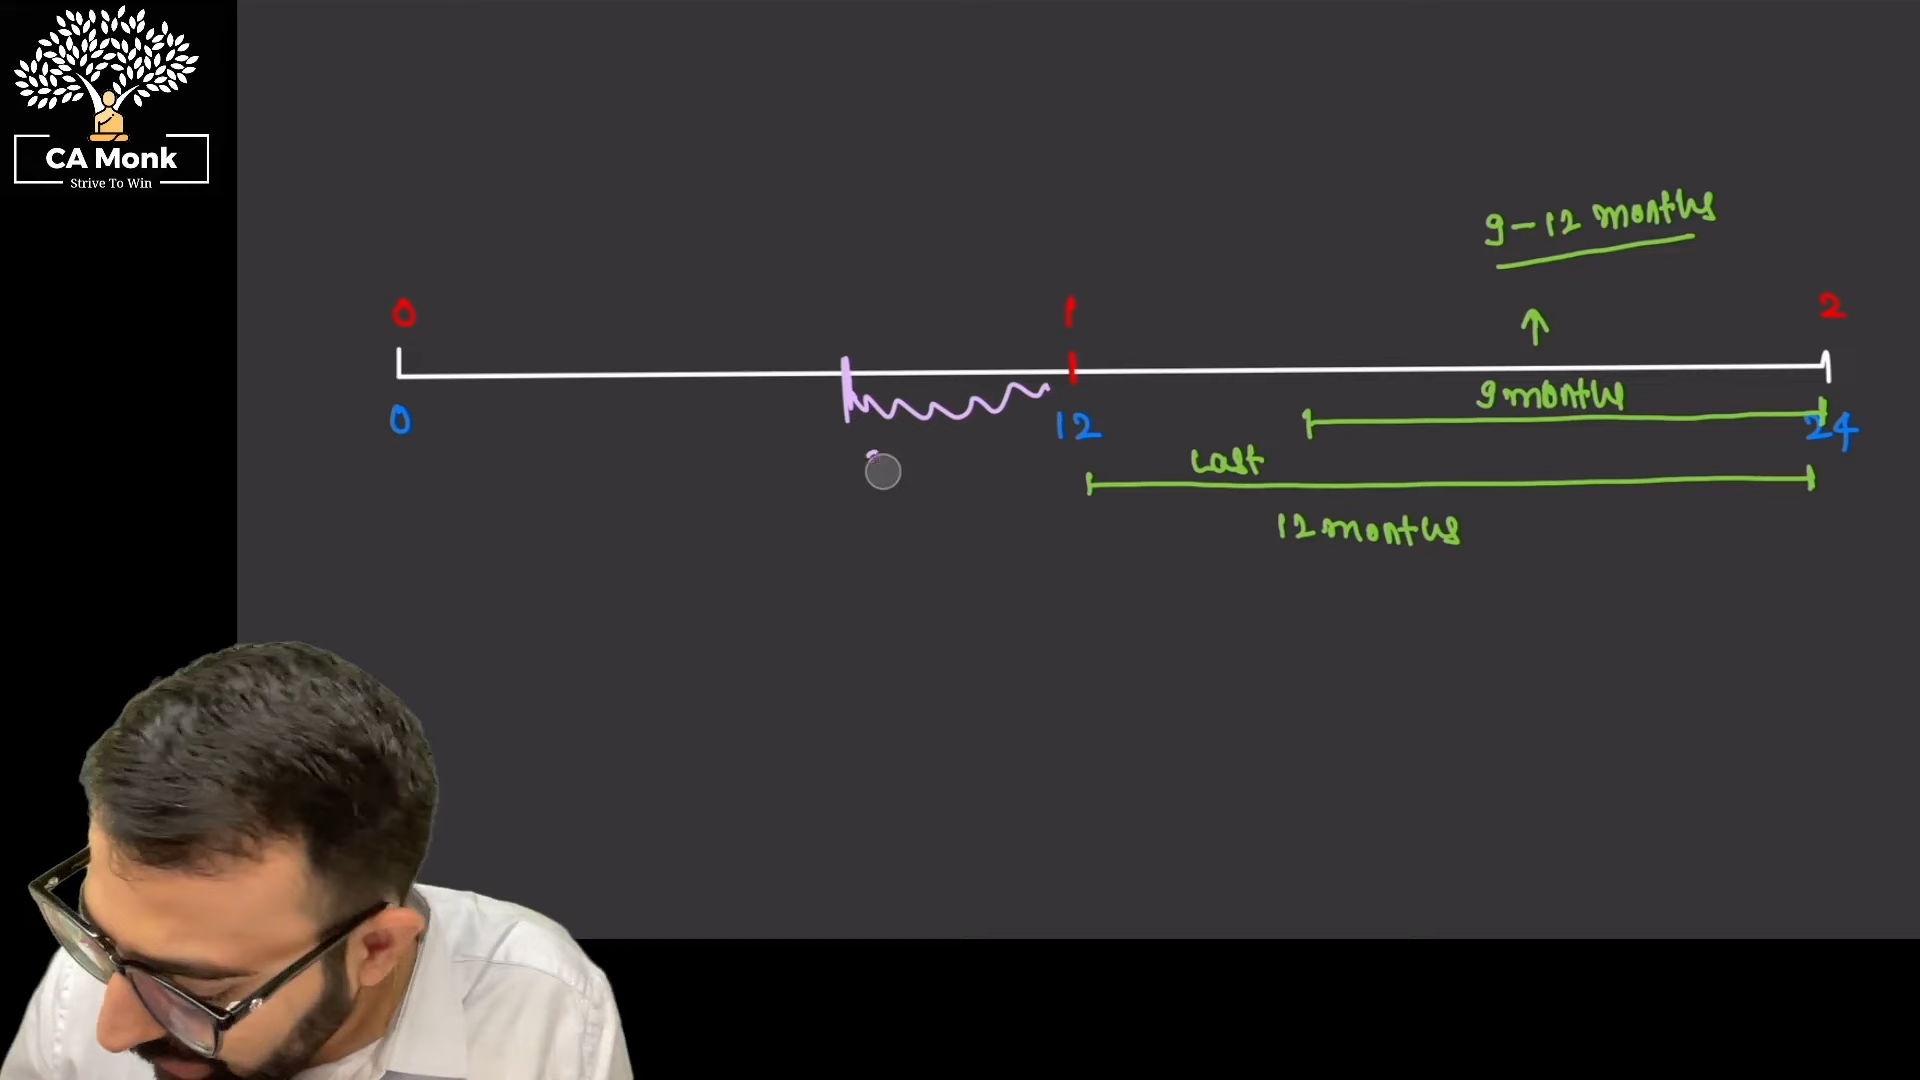 CA Monk
Strive To Win
9-12 months
0
1
2
9 months
0
12
24
Last
12 months